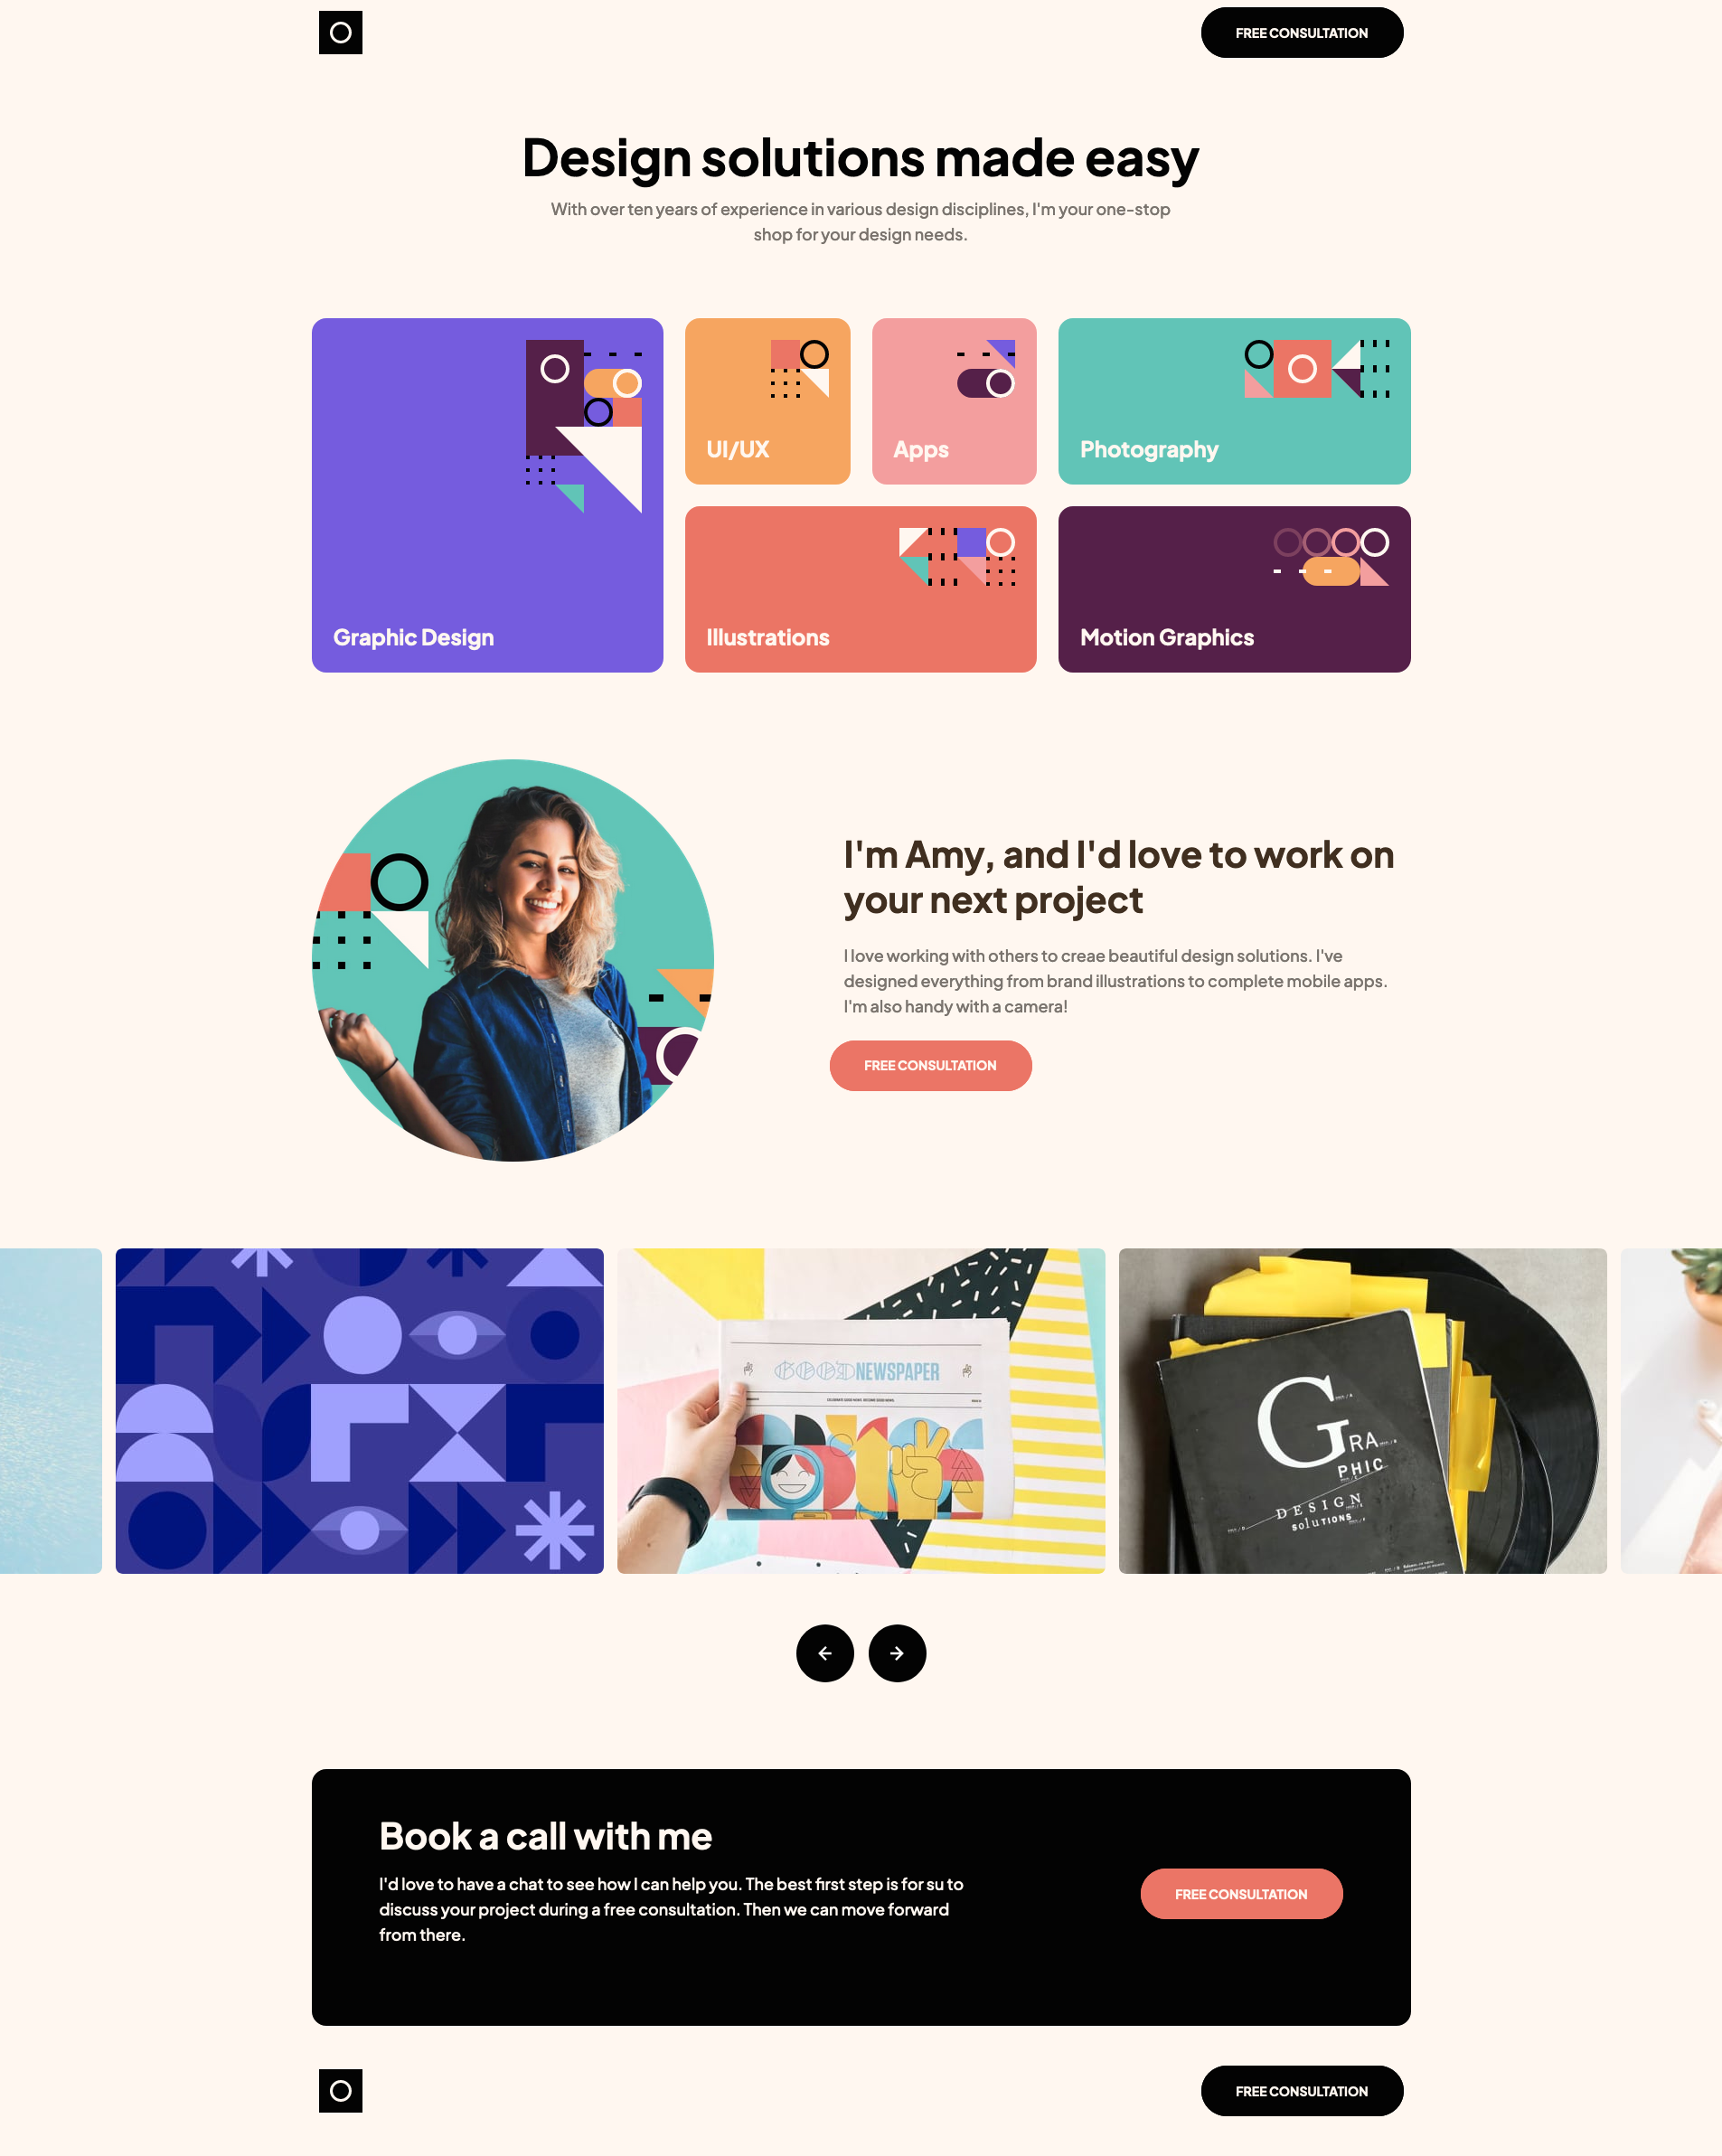 FREE CONSULTATION
Design solutions made easy
With over ten years of experience in various design disciplines, I'm your one-stop
shop for your design needs.
Graphic Design
UI/UX
Apps
Photography
Illustrations
Motion Graphics
I'm Amy, and I'd love to work on
your next project
I love working with others to creae beautiful design solutions. I've
designed everything from brand illustrations to complete mobile apps.
I'm also handy with a camera!
FREE CONSULTATION
GOOD NEWSPAPER
GRA
PHIC
DESIGN
solutions
Book a call with me
I'd love to have a chat to see how I can help you. The best first step is for su to
discuss your project during a free consultation. Then we can move forward
from there.
FREE CONSULTATION
FREE CONSULTATION